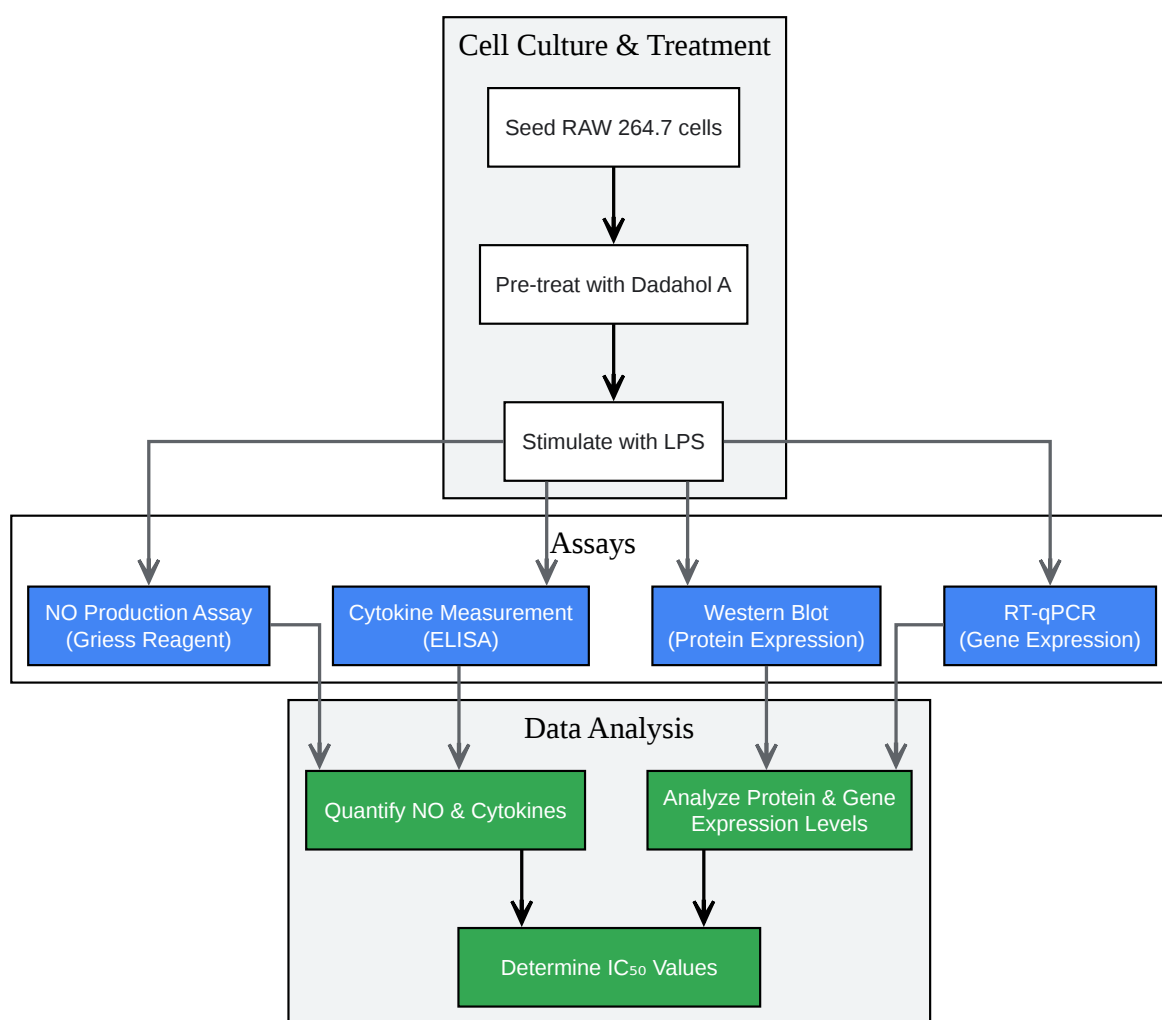 Cell Culture & Treatment
Seed RAW 264.7 cells
Pre-treat with Dadahol A
Stimulate with LPS
Assays
NO Production Assay
(Griess Reagent)
Cytokine Measurement
(ELISA)
Western Blot
(Protein Expression)
RT-qPCR
(Gene Expression)
Data Analysis
Quantify NO & Cytokines
Analyze Protein & Gene
Expression Levels
Determine IC₅₀ Values